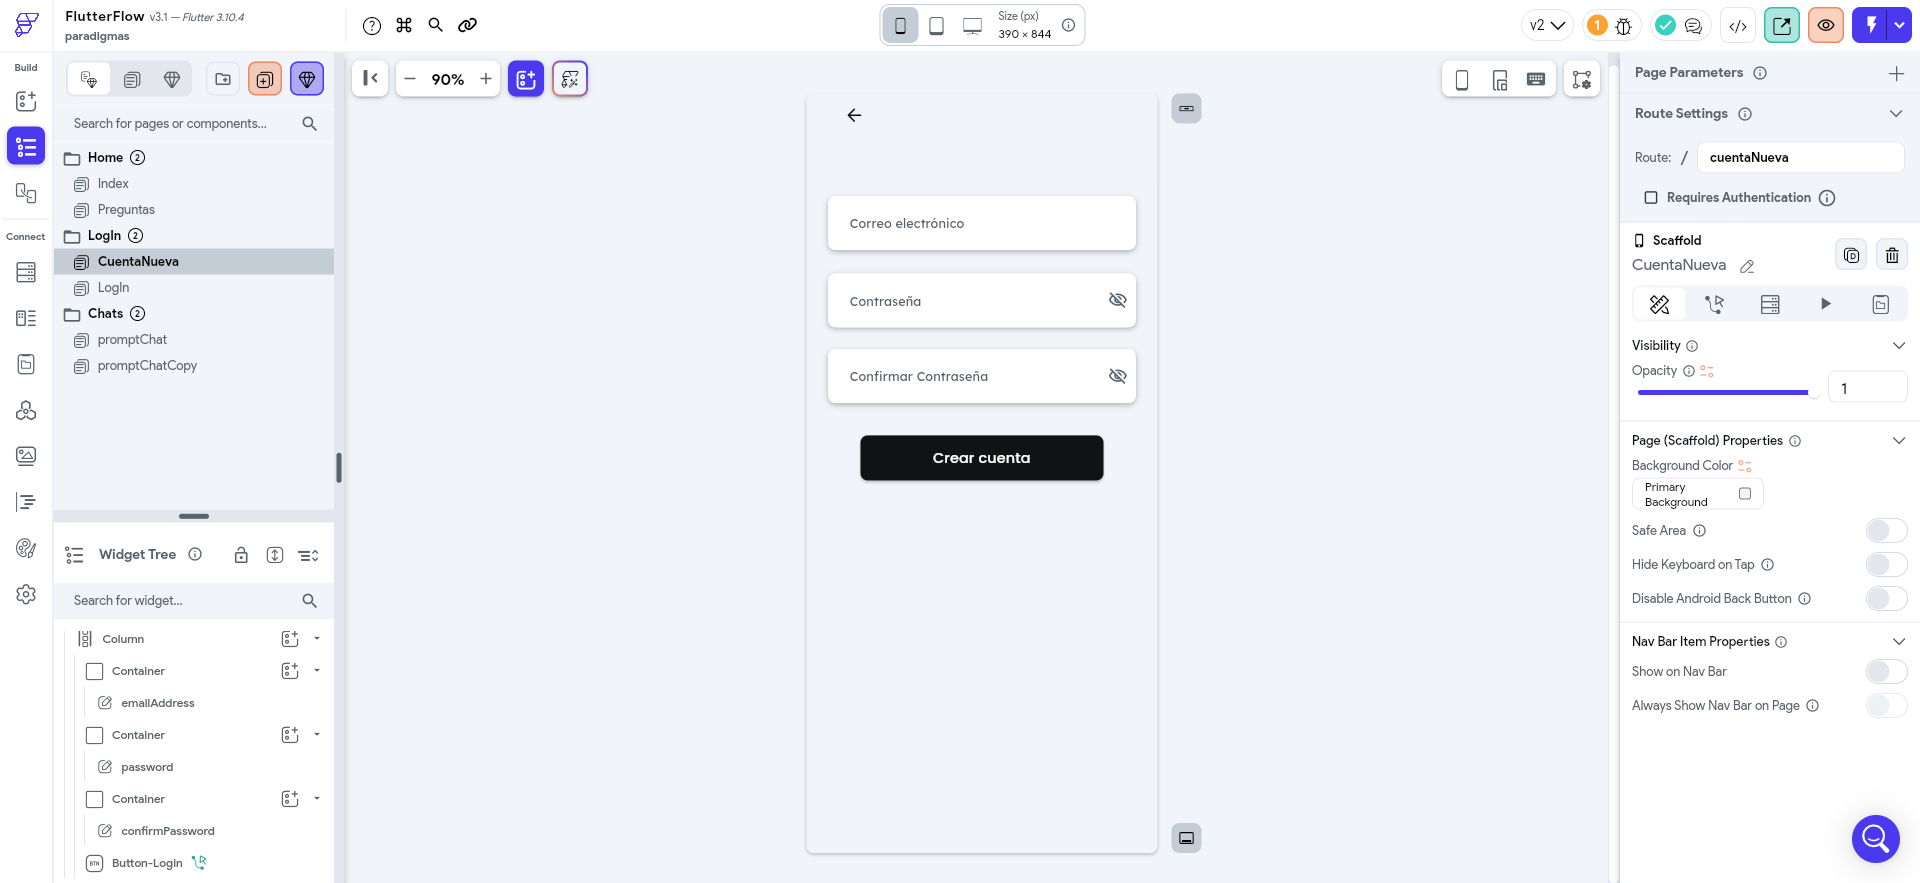 FlutterFlow v3.1 — Flutter 3.10.4
paradigmas
Size (px)
390 × 844
v2
1
Build
Connect
Search for pages or components...
Home 2
Index
Preguntas
LogIn 2
CuentaNueva
LogIn
Chats 2
promptChat
promptChatCopy
Widget Tree
Search for widget...
Column
Container
emailAddress
Container
password
Container
confirmPassword
BTN Button-Login
90%
Correo electrónico
Contraseña
Confirmar Contraseña
Crear cuenta
Page Parameters
Route Settings
Route: / cuentaNueva
Requires Authentication
Scaffold
CuentaNueva
Visibility
Opacity
1
Page (Scaffold) Properties
Background Color
Primary
Background
Safe Area
Hide Keyboard on Tap
Disable Android Back Button
Nav Bar Item Properties
Show on Nav Bar
Always Show Nav Bar on Page